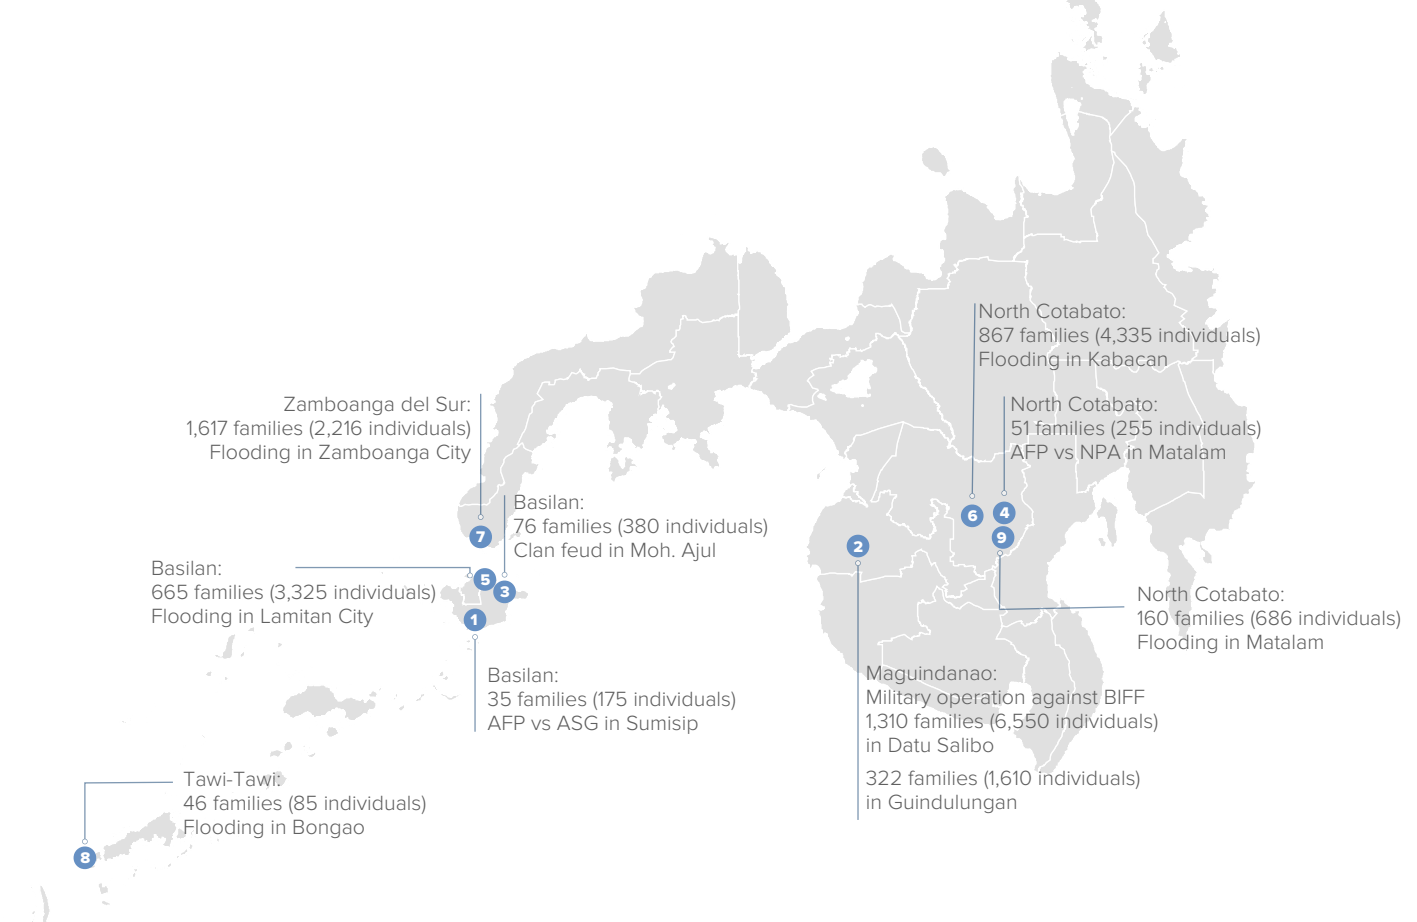 North Cotabato:
867 families (4,335 individuals)
Flooding in Kabacan
North Cotabato:
51 families (255 individuals)
AFP vs NPA in Matalam
Zamboanga del Sur:
1,617 families (2,216 individuals)
Flooding in Zamboanga City
Basilan:
76 families (380 individuals)
Clan feud in Moh. Ajul
6
4
9
7
2
Basilan:
665 families (3,325 individuals)
Flooding in Lamitan City
5
3
1
North Cotabato:
160 families (686 individuals)
Flooding in Matalam
Basilan:
35 families (175 individuals)
AFP vs ASG in Sumisip
Maguindanao:
Military operation against BIFF
1,310 families (6,550 individuals)
in Datu Salibo
322 families (1,610 individuals)
in Guindulungan
Tawi-Tawi:
46 families (85 individuals)
Flooding in Bongao
8